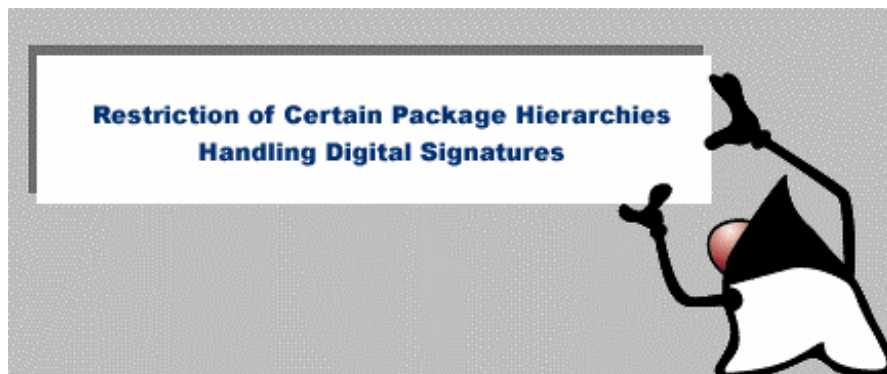 Restriction of Certain Package Hierarchies
Handling Digital Signatures